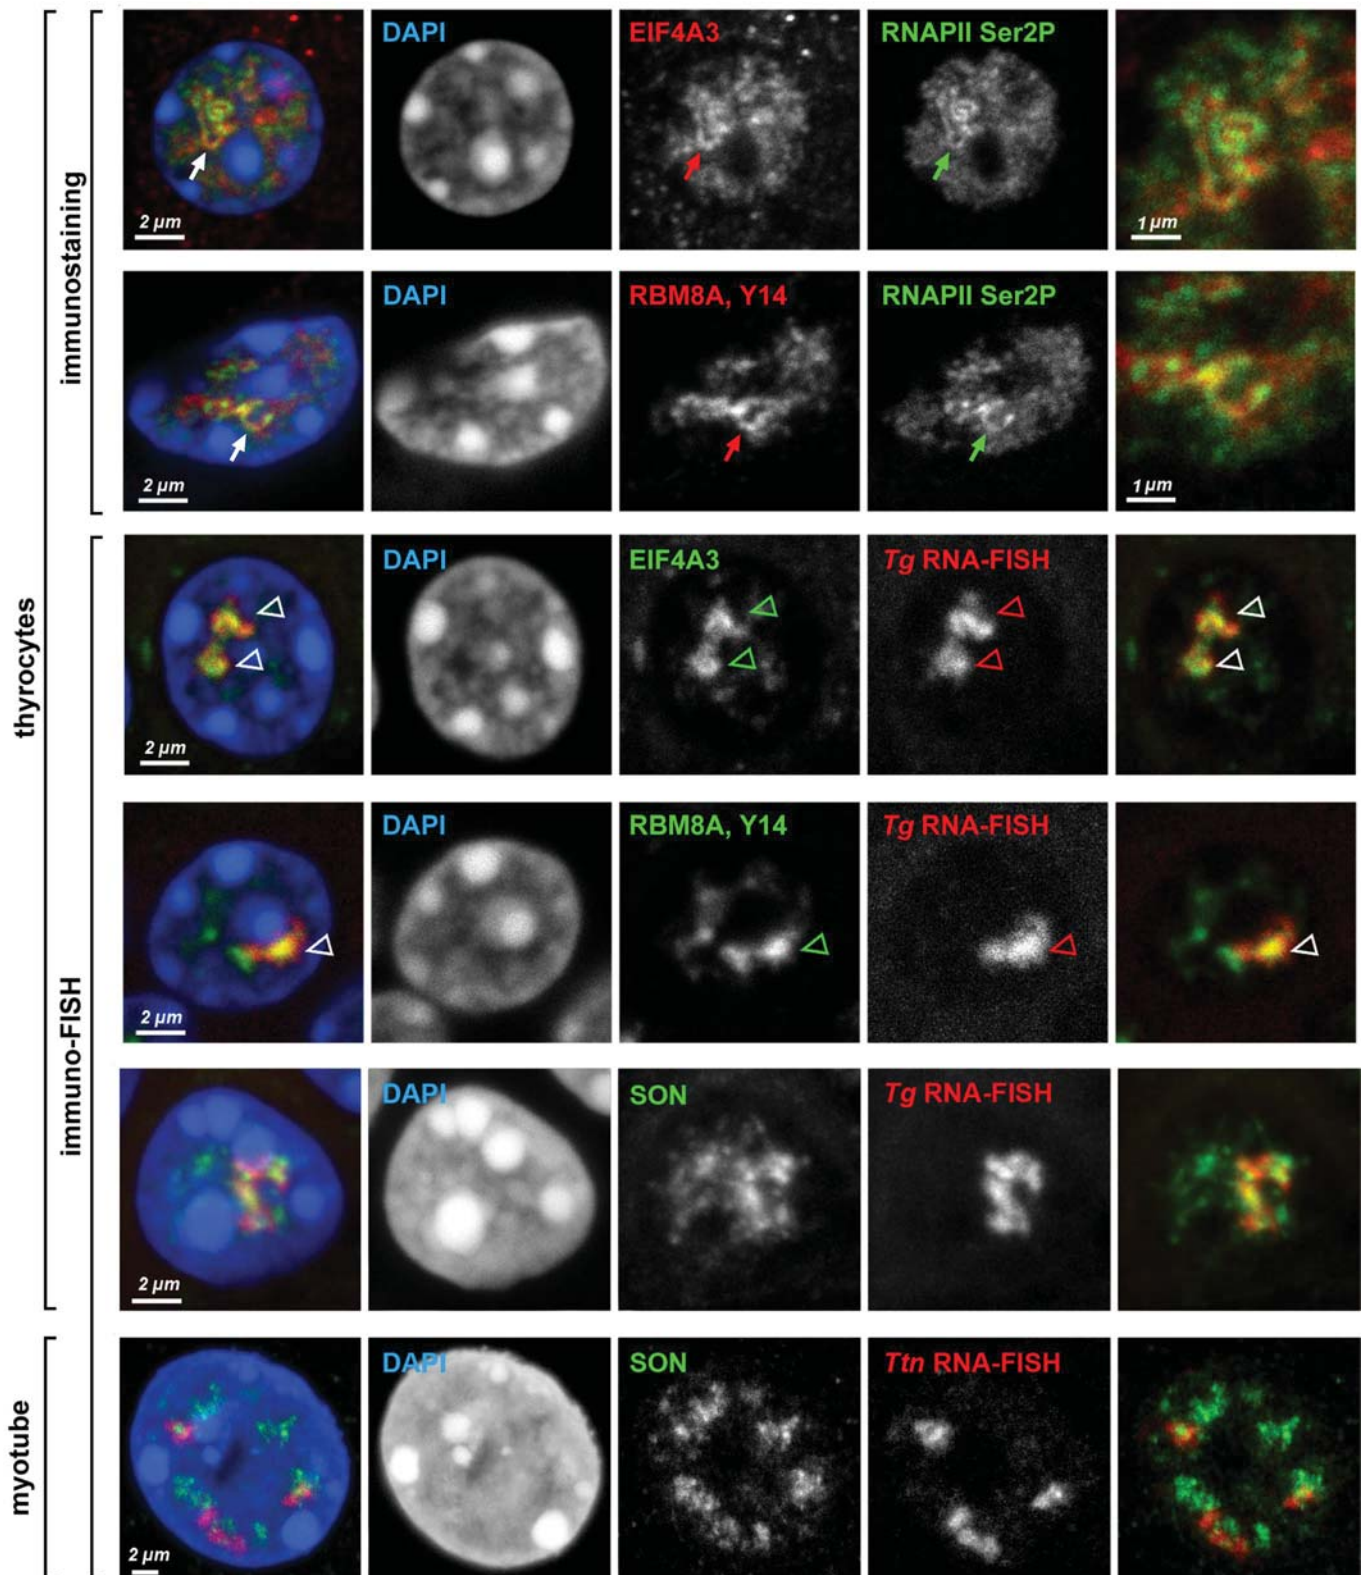 immunostaining
thyrocytes
immuno-FISH
myotube
DAPI
EIF4A3
RNAPII Ser2P
2 µm
1 µm
DAPI
RBM8A, Y14
RNAPII Ser2P
2 µm
1 µm
DAPI
EIF4A3
Tg RNA-FISH
2 µm
DAPI
RBM8A, Y14
Tg RNA-FISH
2 µm
DAPI
SON
Tg RNA-FISH
2 µm
DAPI
SON
Ttn RNA-FISH
2 µm